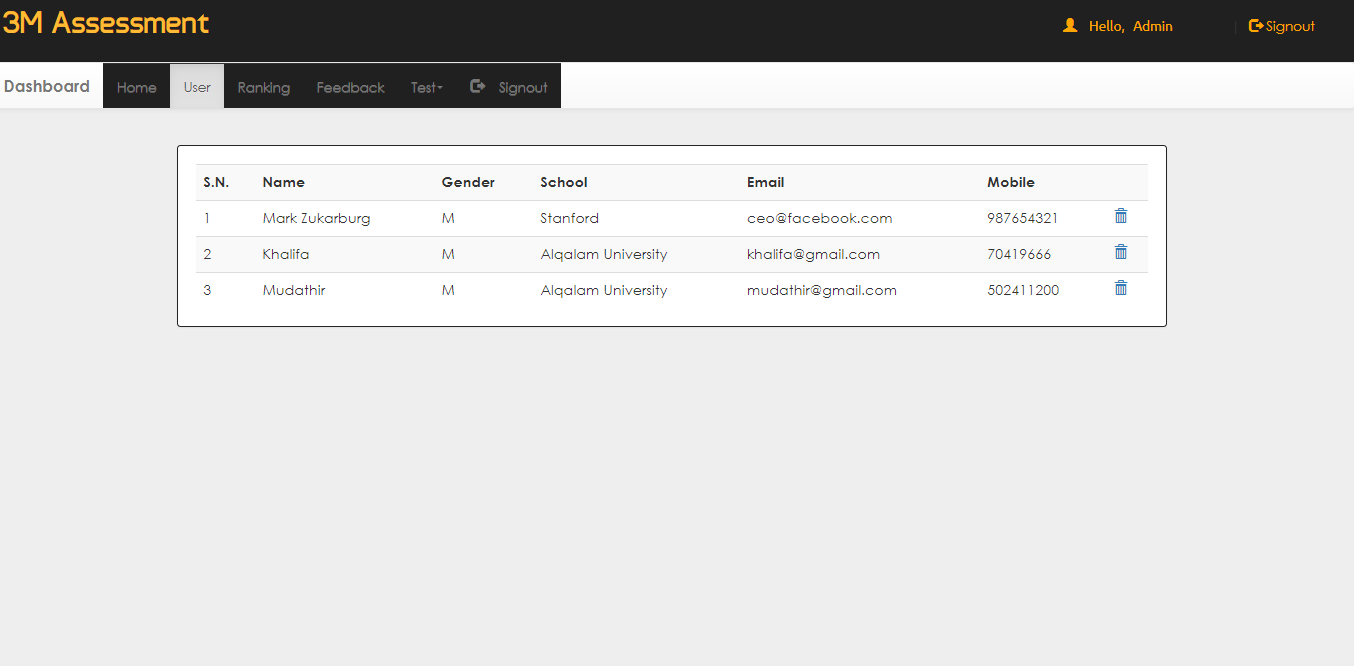 3M Assessment
Hello, Admin | Signout
Dashboard Home User Ranking Feedback Test Signout
S.N. Name Gender School Email Mobile
1 Mark Zukarburg M Stanford ceo@facebook.com 987654321
2 Khalifa M Alqalam University khalifa@gmail.com 70419666
3 Mudathir M Alqalam University mudathir@gmail.com 502411200